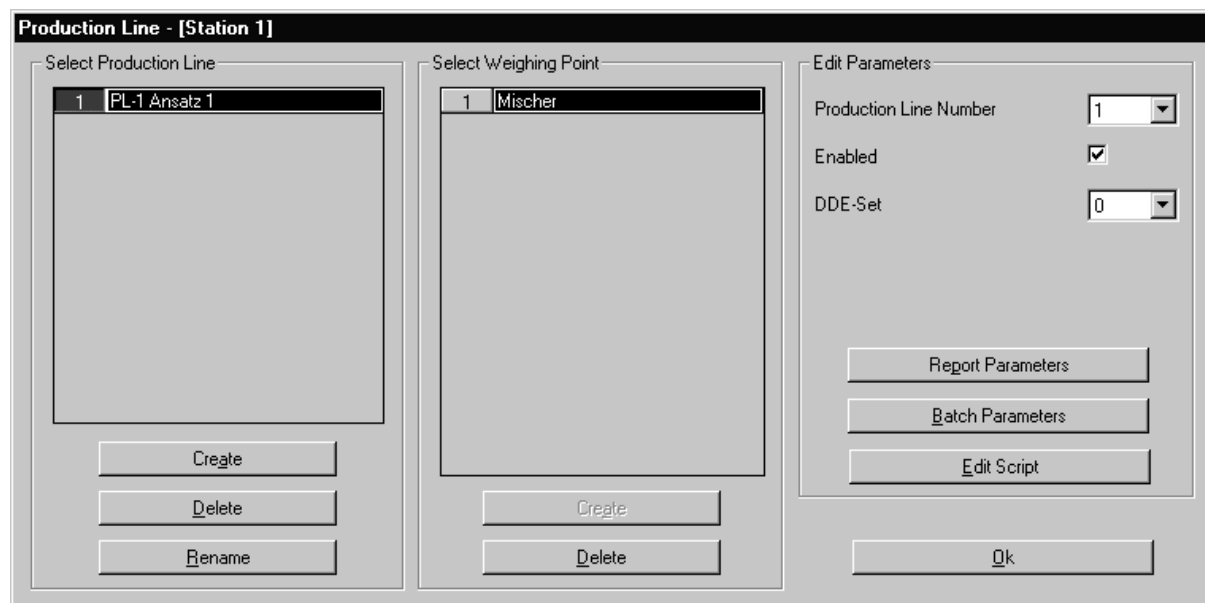 Production Line - [Station 1]
Select Production Line
1 PL-1 Ansatz 1
Create
Delete
Rename
Select Weighing Point
1 Mischer
Create
Delete
Edit Parameters
Production Line Number 1
Enabled
DDE-Set 0
Report Parameters
Batch Parameters
Edit Script
Ok